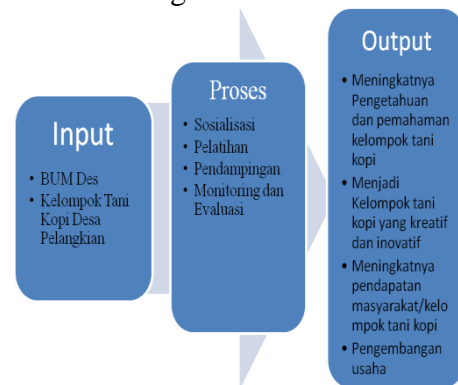 Input
• BUM Des
• Kelompok Tani
Kopi Desa
Pelangkian
Proses
• Sosialisasi
• Pelatihan
• Pendampingan
• Monitoring dan
Evaluasi
Output
• Meningkatnya
Pengetahuan
dan pemahaman
kelompok tani
kopi
• Menjadi
Kelompok tani
kopi yang kreatif
dan inovatif
• Meningkatnya
pendapatan
masyarakat/kelo
mpok tani kopi
• Pengembangan
usaha